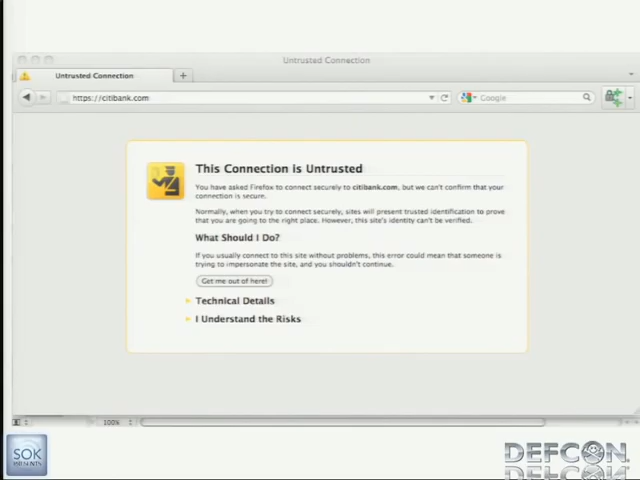 Untrusted Connection
Untrusted Connection
https://citibank.com
Google
This Connection is Untrusted
You have asked Firefox to connect securely to citibank.com, but we can't confirm that your
connection is secure.
Normally, when you try to connect securely, sites will present trusted identification to prove
that you are going to the right place. However, this site's identity can't be verified.
What Should I Do?
If you usually connect to this site without problems, this error could mean that someone is
trying to impersonate the site, and you shouldn't continue.
Get me out of here!
Technical Details
I Understand the Risks
100%
SOK
PRESENTS
DEFCON